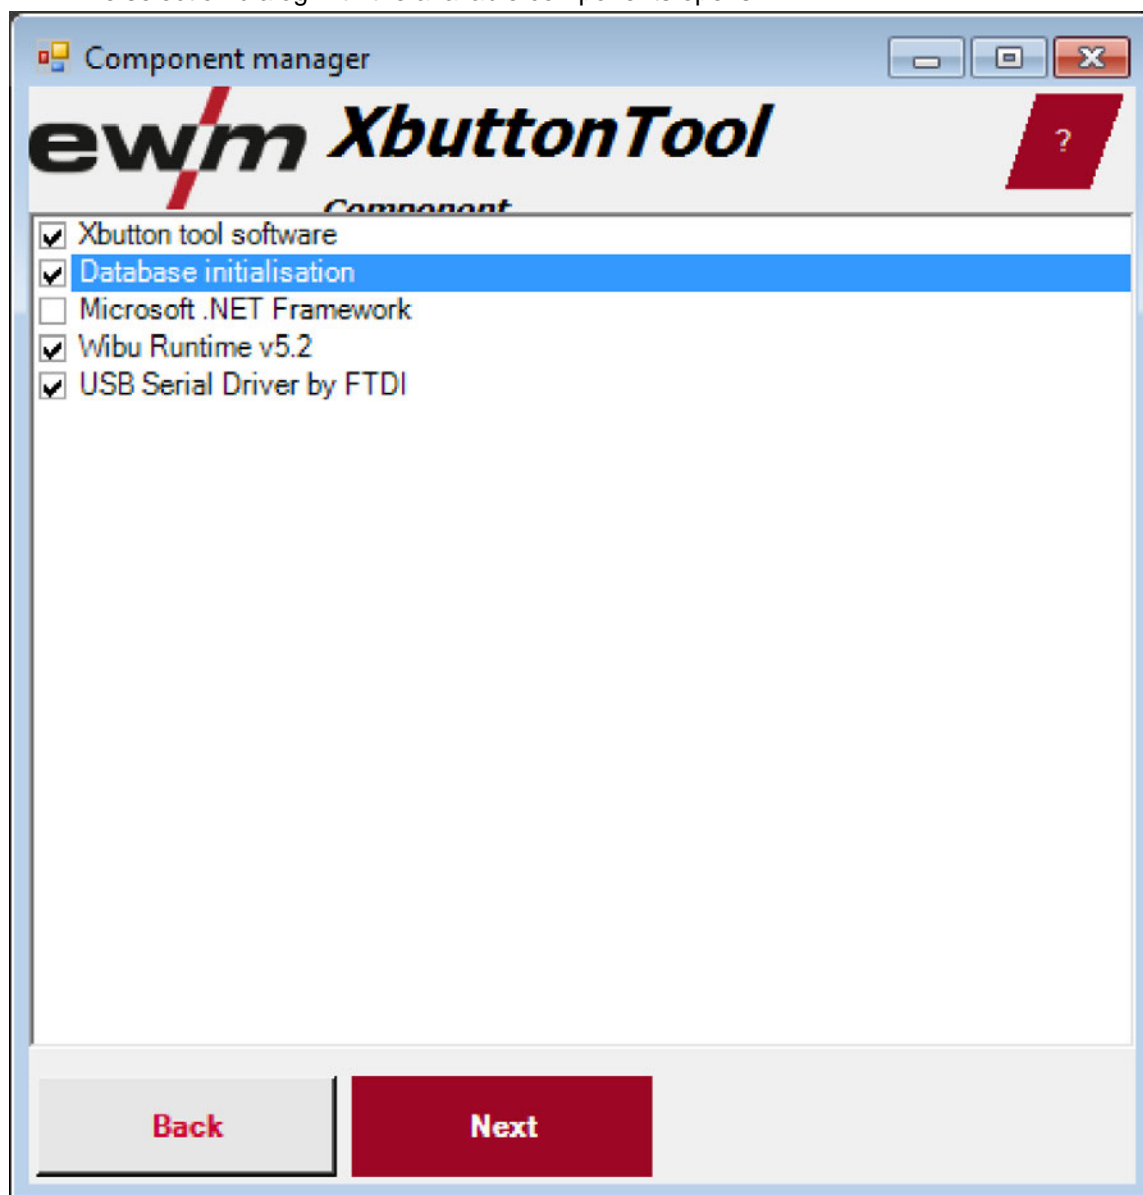 Component manager
ewm XbuttonTool
?
Component
Xbutton tool software
Database initialisation
Microsoft .NET Framework
Wibu Runtime v5.2
USB Serial Driver by FTDI
Back Next